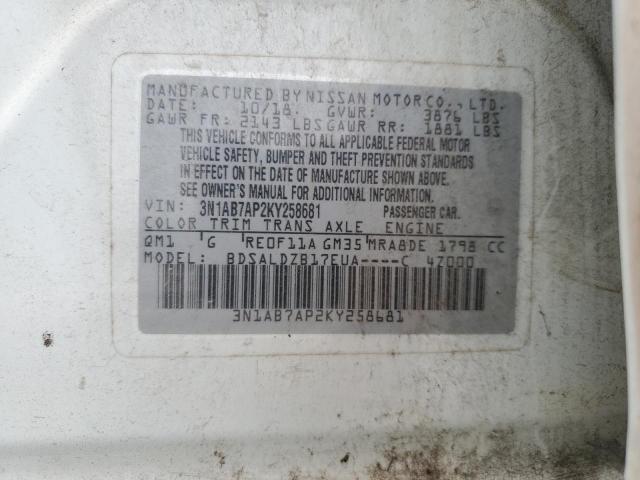 MANUFACTURED BY NISSAN MOTOR CO., LTD.
DATE: 10/18. GVWR: 3876 LBS
GAWR FR: 2143 LBS GAWR RR: 1881 LBS
THIS VEHICLE CONFORMS TO ALL APPLICABLE FEDERAL MOTOR
VEHICLE SAFETY, BUMPER AND THEFT PREVENTION STANDARDS
IN EFFECT ON THE DATE OF MANUFACTURE SHOWN ABOVE.
SEE OWNER'S MANUAL FOR ADDITIONAL INFORMATION.
VIN: 3N1AB7AP2KY258681 PASSENGER CAR.
COLOR TRIM TRANS AXLE ENGINE
QM1 G RE0F11A GM35 MRA8DE 1798 CC
MODEL: BDSALDZB17EUA----C 4Z000
3N1AB7AP2KY258681